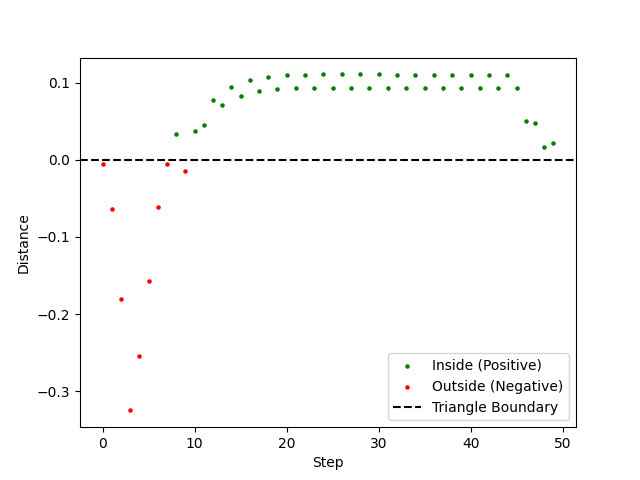 0.1
0.0
−0.1
−0.2
−0.3
Distance
0 10 20 30 40 50
Step
Inside (Positive)
Outside (Negative)
Triangle Boundary